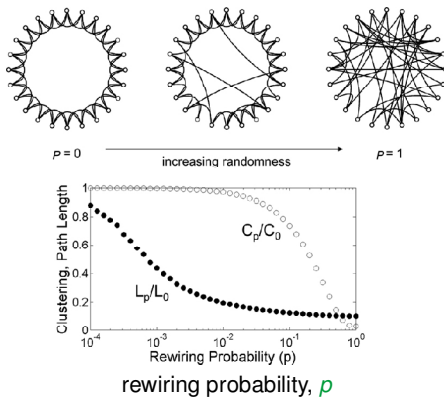 p = 0
increasing randomness
p = 1
Clustering, Path Length
1
0.8
0.6
0.4
0.2
0
C_p/C_0
L_p/L_0
10^-4
10^-3
10^-2
10^-1
10^0
Rewiring Probability (p)
rewiring probability, p